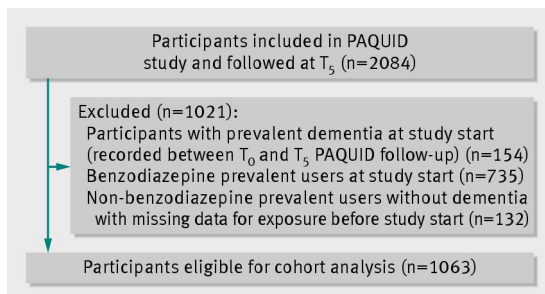 Participants included in PAQUID
study and followed at T5 (n=2084)
Excluded (n=1021):
Participants with prevalent dementia at study start
(recorded between T0 and T5 PAQUID follow-up) (n=154)
Benzodiazepine prevalent users at study start (n=735)
Non-benzodiazepine prevalent users without dementia
with missing data for exposure before study start (n=132)
Participants eligible for cohort analysis (n=1063)